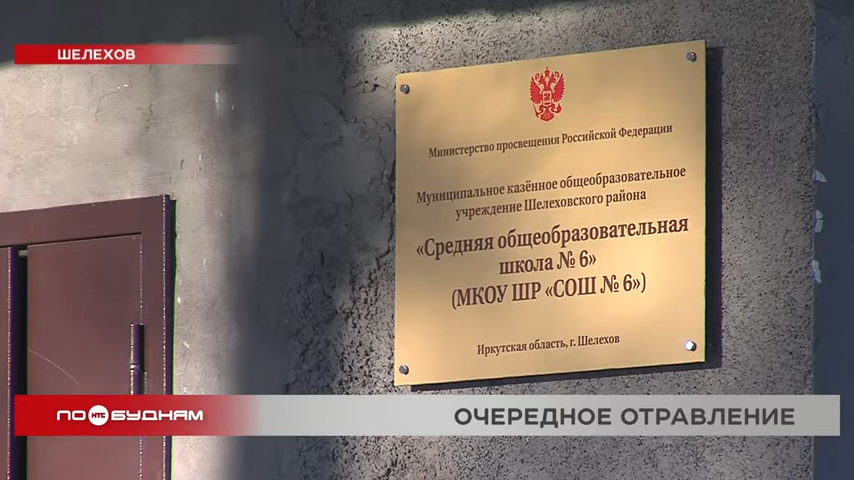 ШЕЛЕХОВ
Министерство просвещения Российской Федерации
Муниципальное казённое общеобразовательное
учреждение Шелеховского района
«Средняя общеобразовательная
школа № 6»
(МКОУ ШР «СОШ № 6»)
Иркутская область, г. Шелехов
ПО НТС БУДНЯМ
ОЧЕРЕДНОЕ ОТРАВЛЕНИЕ